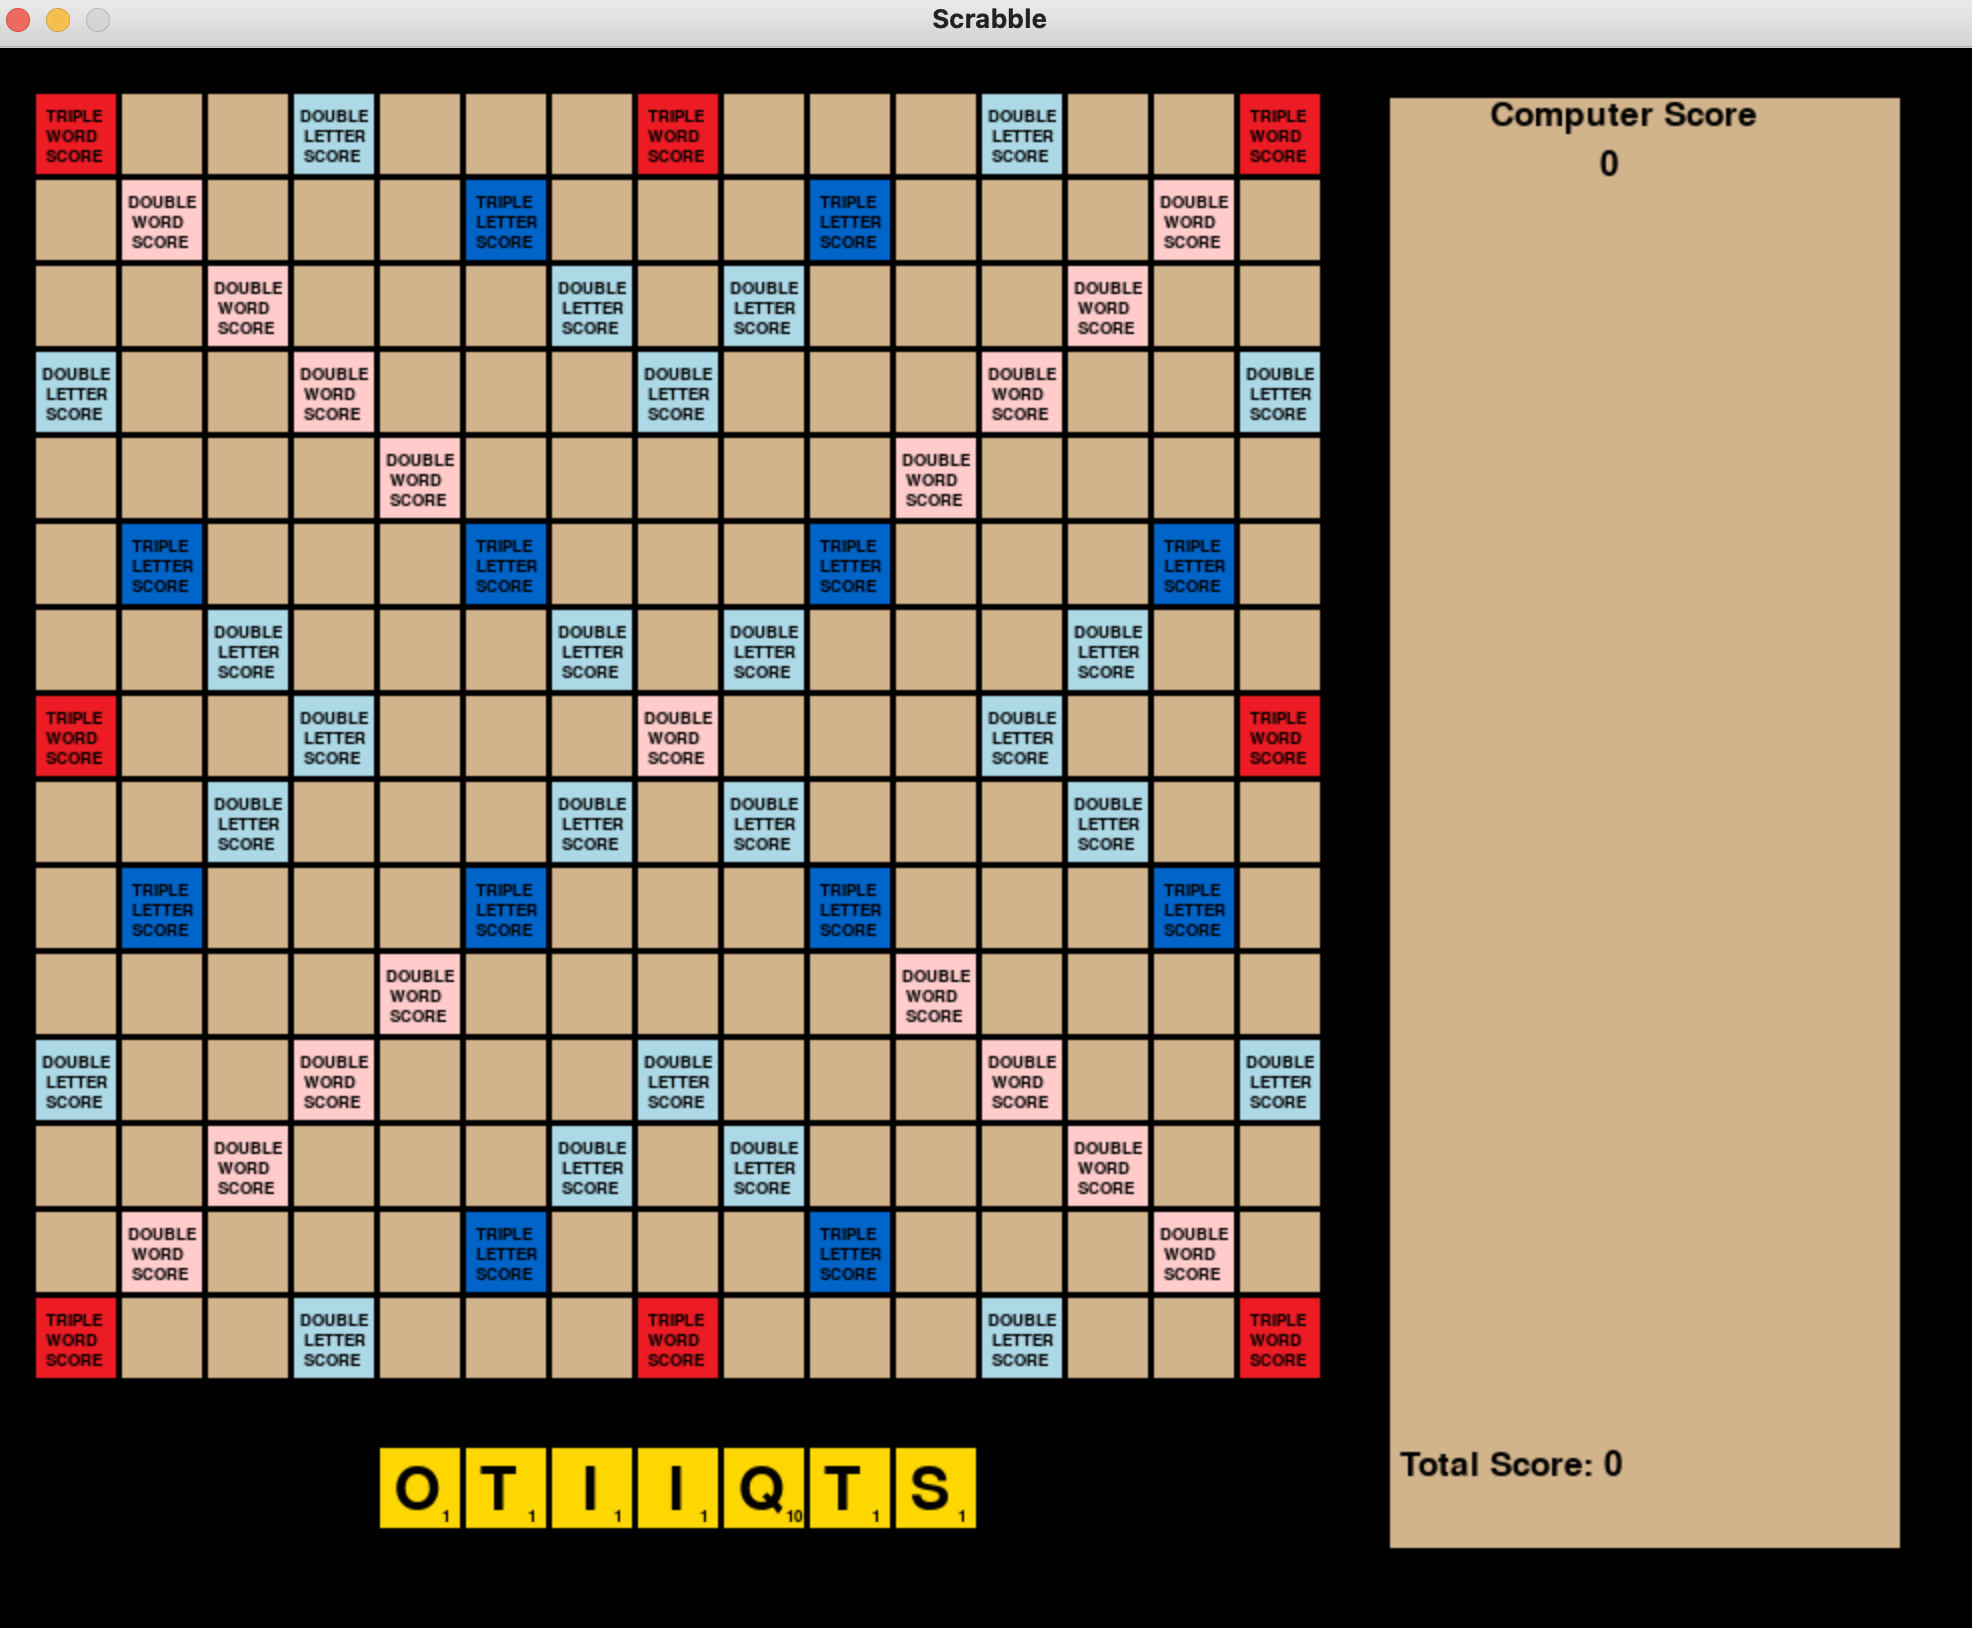 Scrabble
TRIPLE DOUBLE TRIPLE DOUBLE TRIPLE
WORD LETTER WORD LETTER WORD
SCORE SCORE SCORE SCORE SCORE
Computer Score
0
DOUBLE TRIPLE TRIPLE DOUBLE
WORD LETTER LETTER WORD
SCORE SCORE SCORE SCORE
DOUBLE DOUBLE DOUBLE DOUBLE
WORD LETTER LETTER WORD
SCORE SCORE SCORE SCORE
DOUBLE DOUBLE DOUBLE DOUBLE DOUBLE
LETTER WORD LETTER WORD LETTER
SCORE SCORE SCORE SCORE SCORE
DOUBLE DOUBLE
WORD WORD
SCORE SCORE
TRIPLE TRIPLE TRIPLE TRIPLE
LETTER LETTER LETTER LETTER
SCORE SCORE SCORE SCORE
DOUBLE DOUBLE DOUBLE DOUBLE
LETTER LETTER LETTER LETTER
SCORE SCORE SCORE SCORE
TRIPLE DOUBLE DOUBLE DOUBLE TRIPLE
WORD LETTER WORD LETTER WORD
SCORE SCORE SCORE SCORE SCORE
DOUBLE DOUBLE DOUBLE DOUBLE
LETTER LETTER LETTER LETTER
SCORE SCORE SCORE SCORE
TRIPLE TRIPLE TRIPLE TRIPLE
LETTER LETTER LETTER LETTER
SCORE SCORE SCORE SCORE
DOUBLE DOUBLE
WORD WORD
SCORE SCORE
DOUBLE DOUBLE DOUBLE DOUBLE DOUBLE
LETTER WORD LETTER WORD LETTER
SCORE SCORE SCORE SCORE SCORE
DOUBLE DOUBLE DOUBLE DOUBLE
WORD LETTER LETTER WORD
SCORE SCORE SCORE SCORE
DOUBLE TRIPLE TRIPLE DOUBLE
WORD LETTER LETTER WORD
SCORE SCORE SCORE SCORE
TRIPLE DOUBLE TRIPLE DOUBLE TRIPLE
WORD LETTER WORD LETTER WORD
SCORE SCORE SCORE SCORE SCORE
O 1 T 1 I 1 I 1 Q 10 T 1 S 1
Total Score: 0